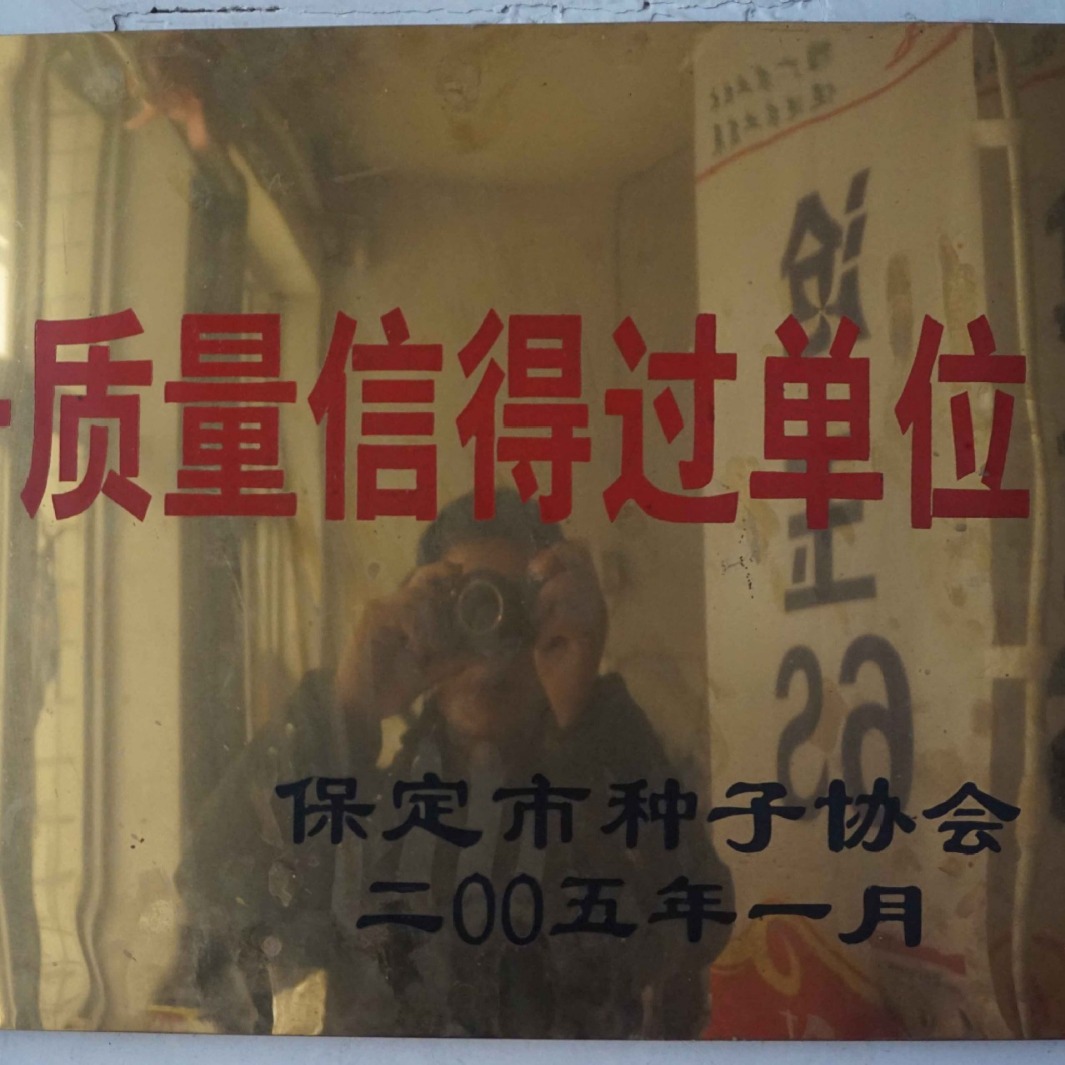 质量信得过单位
保定市种子协会
二00五年一月